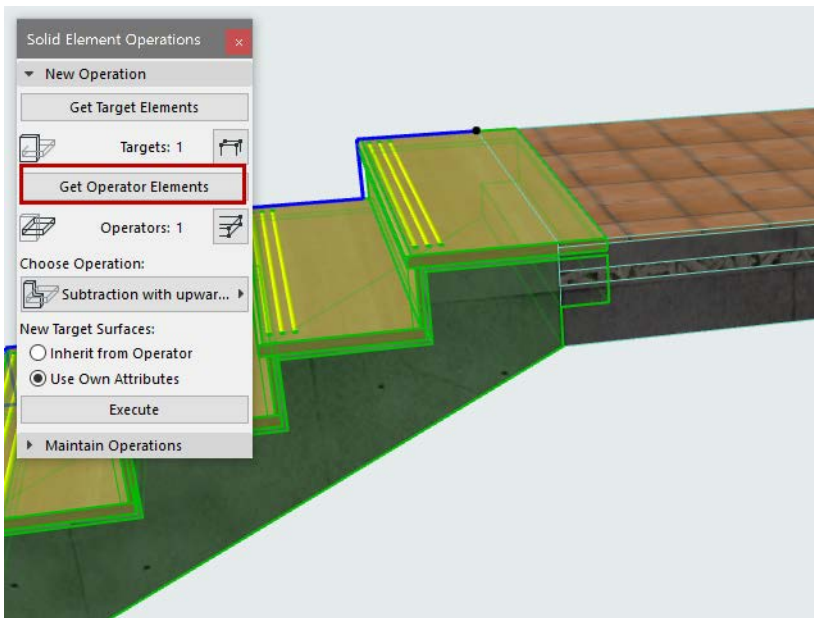 Solid Element Operations
New Operation
Get Target Elements
Targets: 1
Get Operator Elements
Operators: 1
Choose Operation:
Subtraction with upwar...
New Target Surfaces:
Inherit from Operator
Use Own Attributes
Execute
Maintain Operations